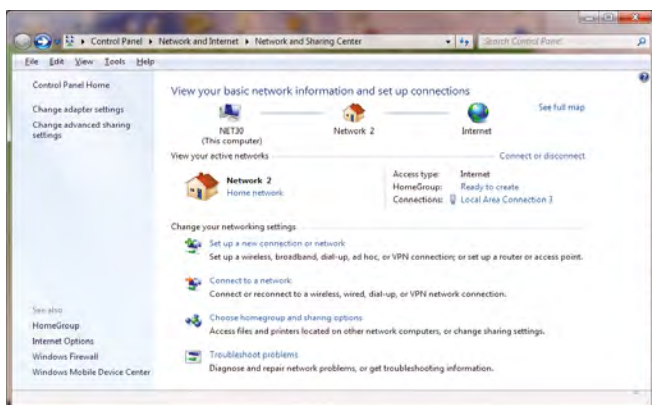 Control Panel ▸ Network and Internet ▸ Network and Sharing Center
Search Control Panel
File Edit View Tools Help
Control Panel Home
Change adapter settings
Change advanced sharing
settings
See also
HomeGroup
Internet Options
Windows Firewall
Windows Mobile Device Center
View your basic network information and set up connections
See full map
NET30
(This computer)
Network 2
Internet
View your active networks
Connect or disconnect
Network 2
Home network
Access type: Internet
HomeGroup: Ready to create
Connections: Local Area Connection 3
Change your networking settings
Set up a new connection or network
Set up a wireless, broadband, dial-up, ad hoc, or VPN connection; or set up a router or access point.
Connect to a network
Connect or reconnect to a wireless, wired, dial-up, or VPN network connection.
Choose homegroup and sharing options
Access files and printers located on other network computers, or change sharing settings.
Troubleshoot problems
Diagnose and repair network problems, or get troubleshooting information.